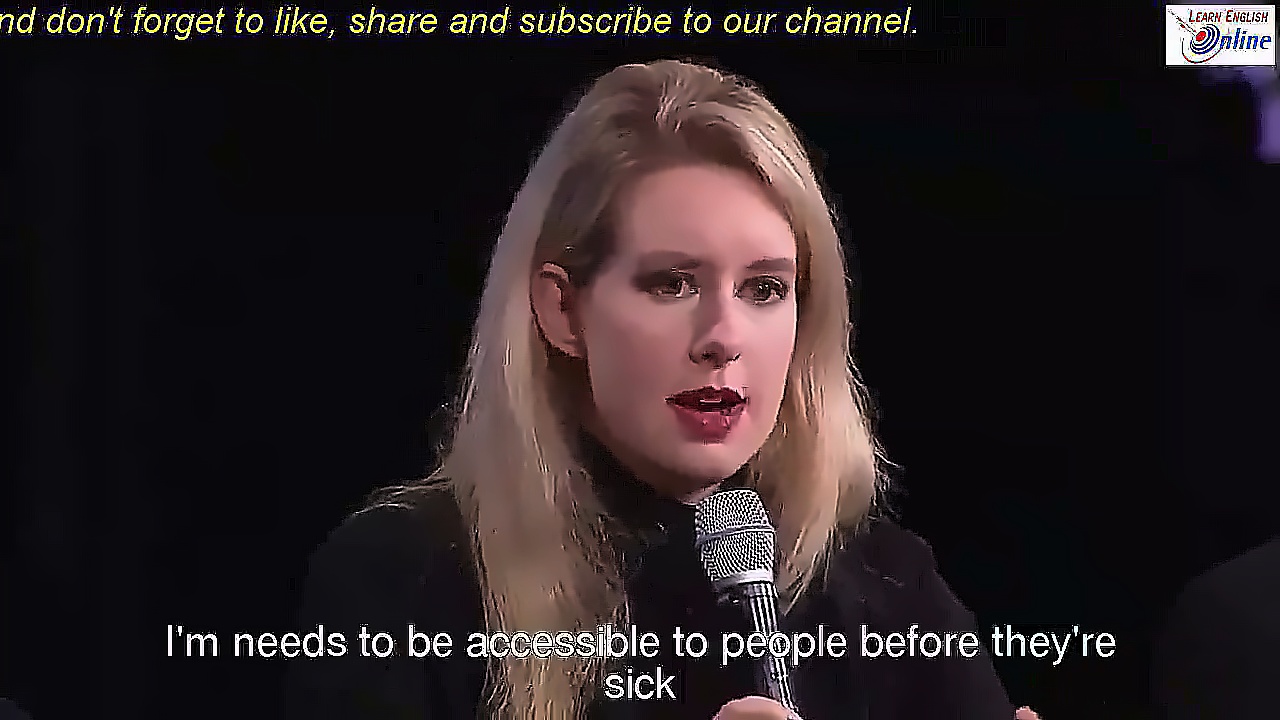 nd don't forget to like, share and subscribe to our channel.
LEARN ENGLISH
Online
I'm needs to be accessible to people before they're
sick